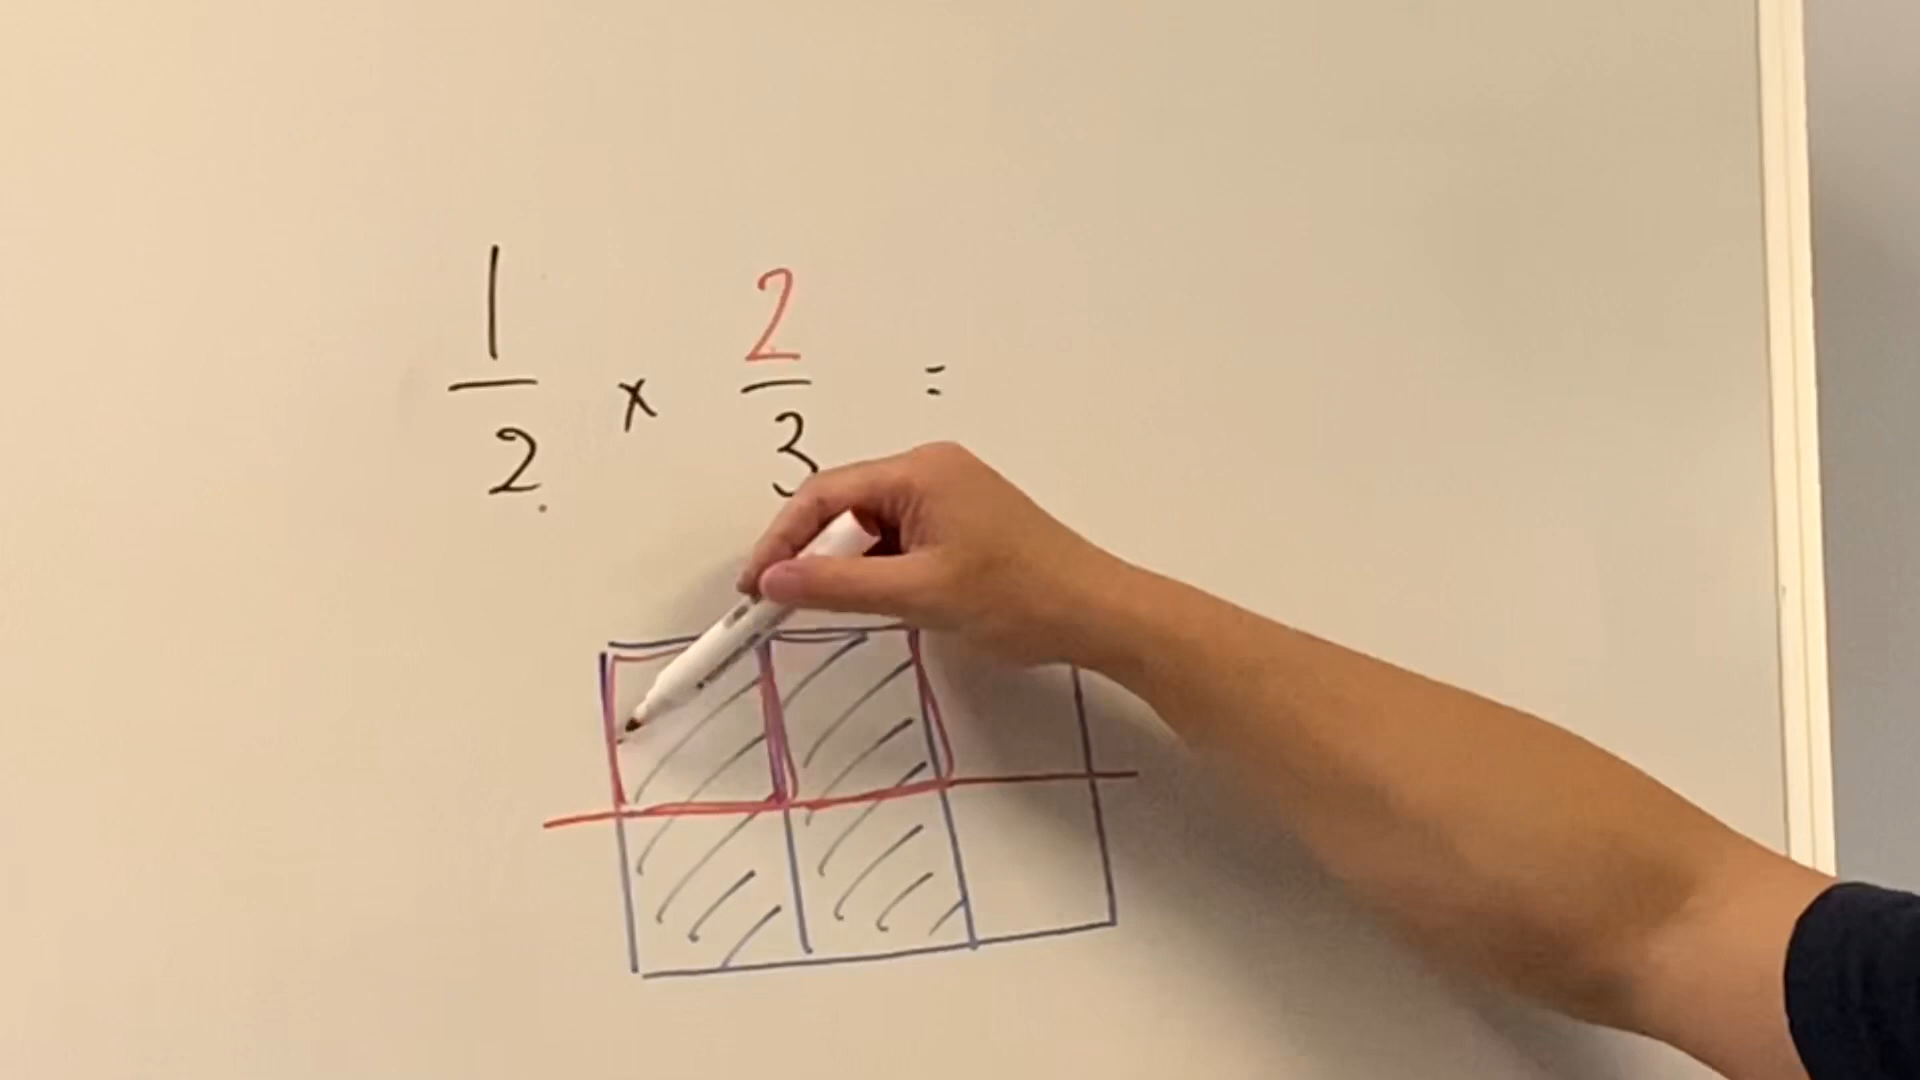 1/2 x 2/3 =